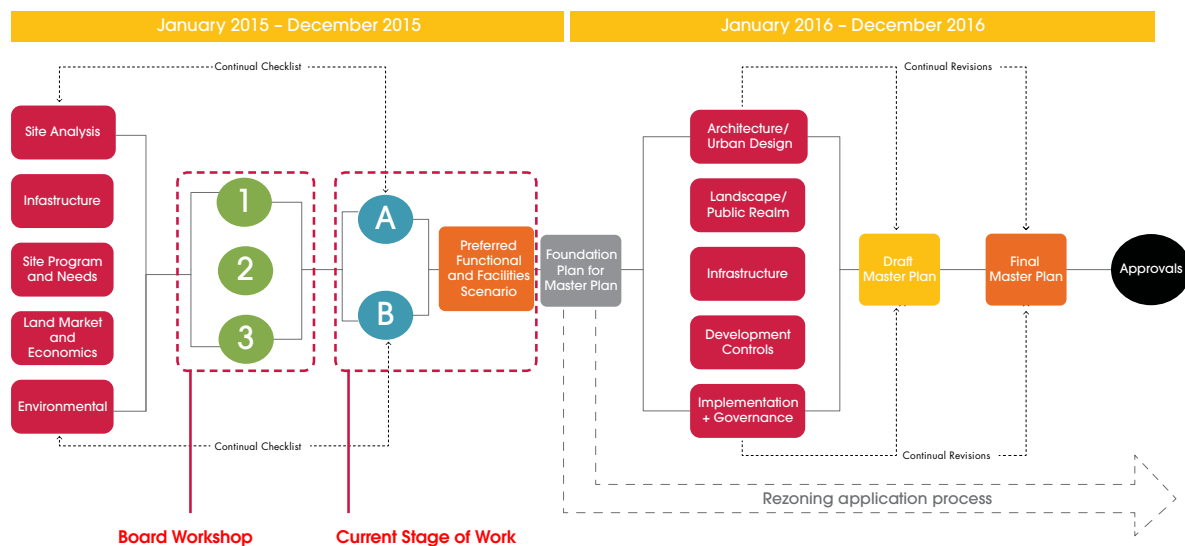 January 2015 – December 2015
January 2016 – December 2016
Continual Checklist
Continual Revisions
Site Analysis
Infastructure
Site Program
and Needs
Land Market
and
Economics
Environmental
1
2
3
A
B
Preferred
Functional
and Facilities
Scenario
Foundation
Plan for
Master Plan
Architecture/
Urban Design
Landscape/
Public Realm
Infrastructure
Development
Controls
Implementation
+ Governance
Draft
Master Plan
Final
Master Plan
Approvals
Continual Checklist
Continual Revisions
Rezoning application process
Board Workshop
Current Stage of Work